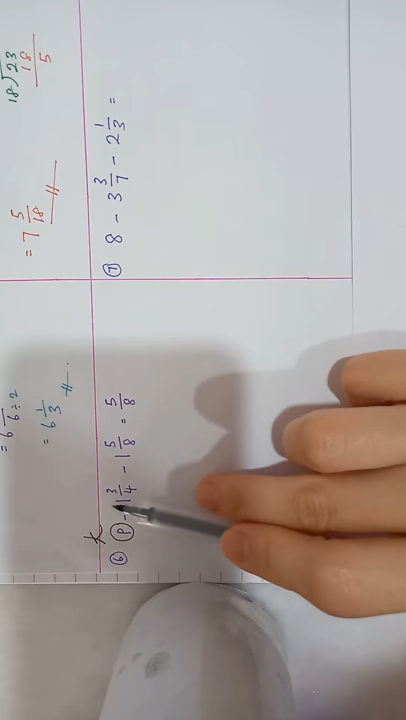 = 6 1/6÷2
= 6 1/3
= 7 5/18
18)23
18
5
K
⑥ P - 1 3/4 - 1 5/8 = 5/8
⑦ 8 - 3 3/7 - 2 1/3 =